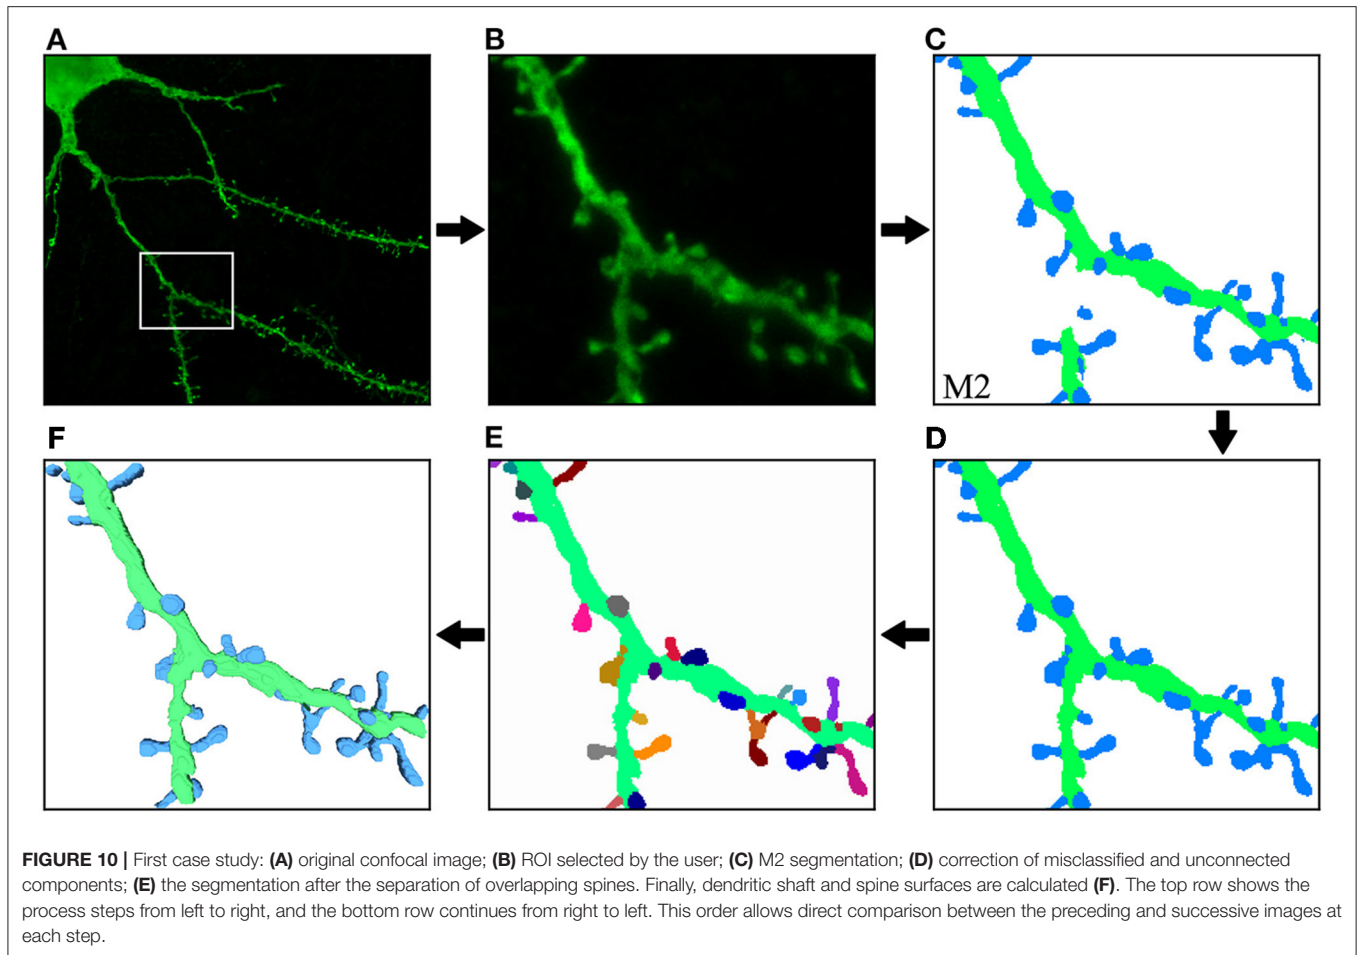 A
B
C
M2
F
E
D
FIGURE 10 | First case study: (A) original confocal image; (B) ROI selected by the user; (C) M2 segmentation; (D) correction of misclassified and unconnected
components; (E) the segmentation after the separation of overlapping spines. Finally, dendritic shaft and spine surfaces are calculated (F). The top row shows the
process steps from left to right, and the bottom row continues from right to left. This order allows direct comparison between the preceding and successive images at
each step.